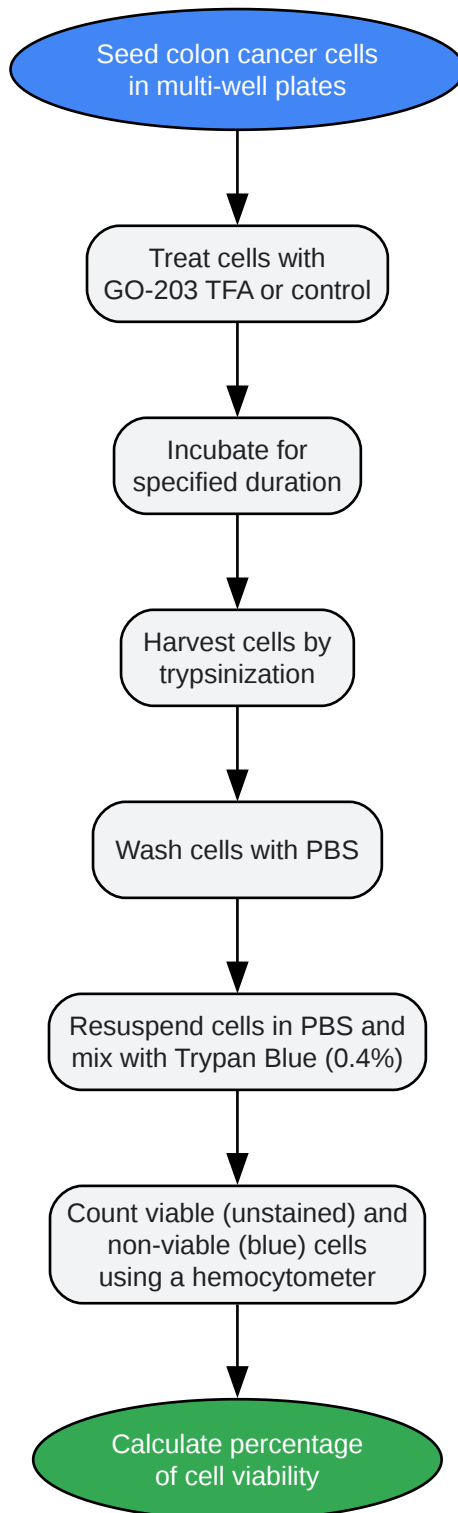 Seed colon cancer cells
in multi-well plates
Treat cells with
GO-203 TFA or control
Incubate for
specified duration
Harvest cells by
trypsinization
Wash cells with PBS
Resuspend cells in PBS and
mix with Trypan Blue (0.4%)
Count viable (unstained) and
non-viable (blue) cells
using a hemocytometer
Calculate percentage
of cell viability